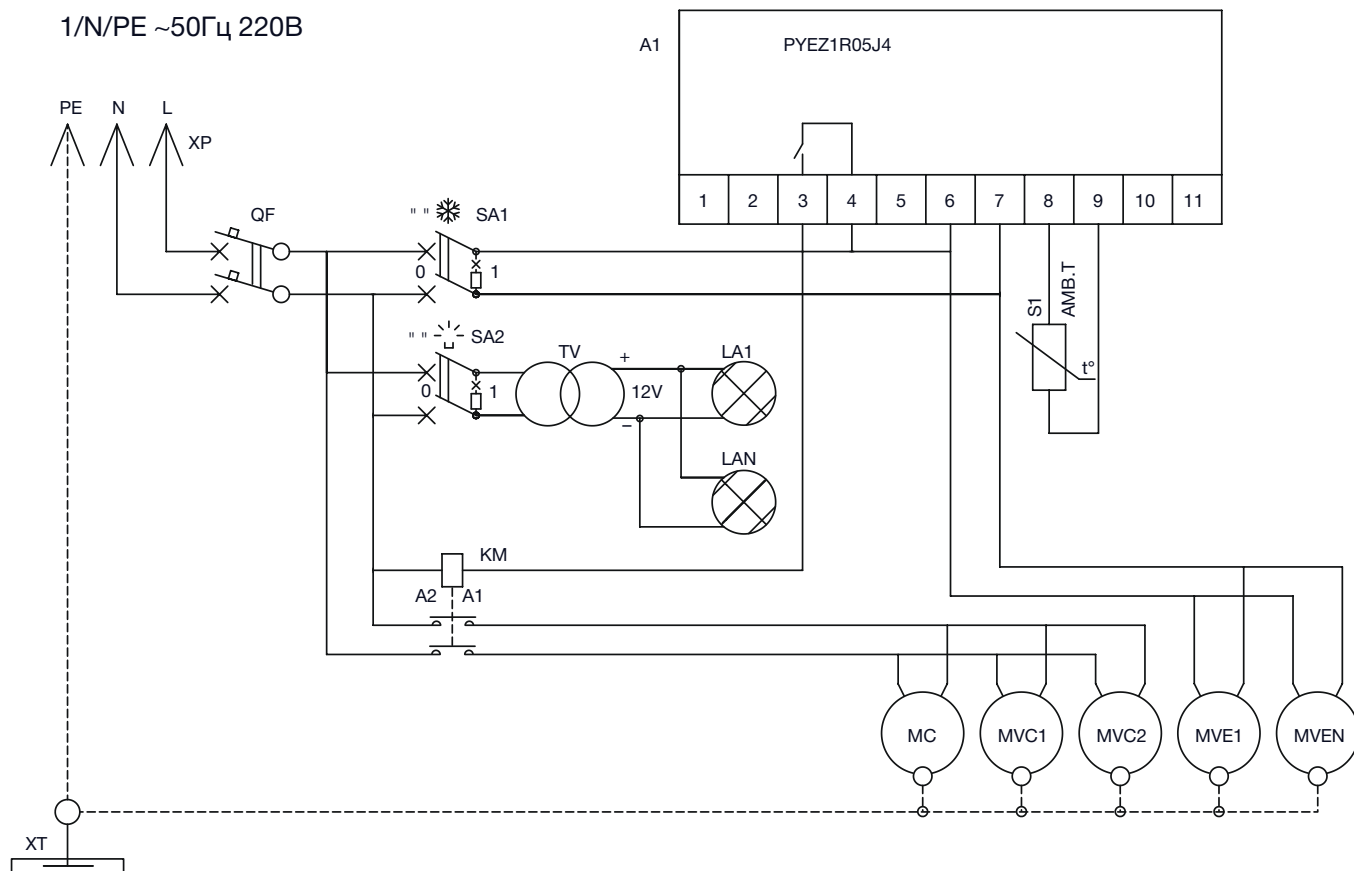 1/N/PE ~50Гц 220В
A1 PYEZ1R05J4
PE N L
XP
1 2 3 4 5 6 7 8 9 10 11
QF
" " SA1
0 1
S1
AMB.T
t°
" " SA2
0 1
TV
+
12V
−
LA1
LAN
KM
A2 A1
MC MVC1 MVC2 MVE1 MVEN
XT